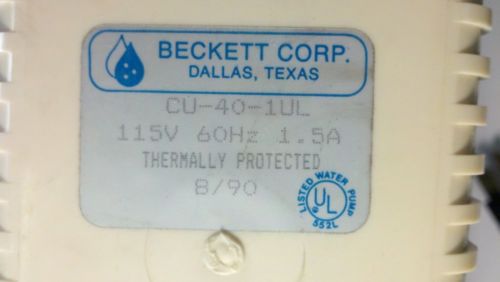 BECKETT CORP.
DALLAS, TEXAS
CU-40-1UL
115V 60Hz 1.5A
THERMALLY PROTECTED
8/90
LISTED WATER PUMP
UL
®
552L